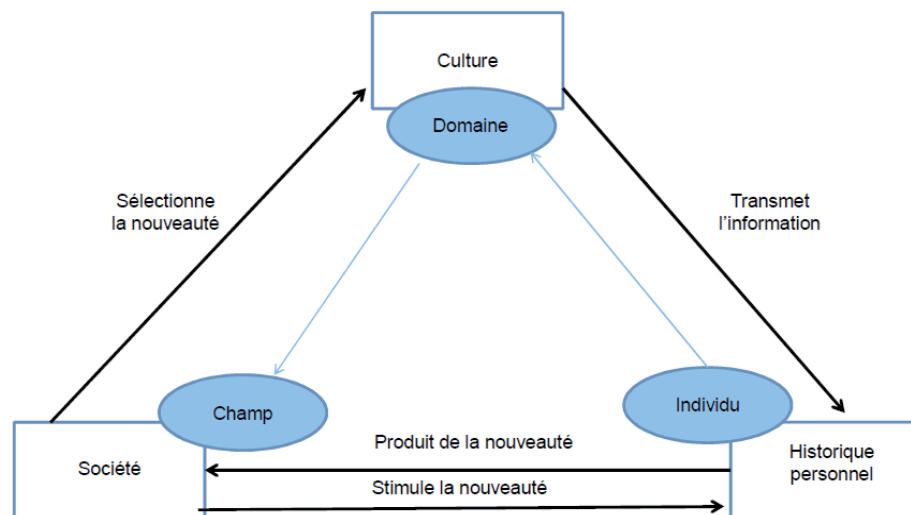 Culture
Domaine
Sélectionne
la nouveauté
Transmet
l'information
Champ
Individu
Produit de la nouveauté
Société
Historique
personnel
Stimule la nouveauté